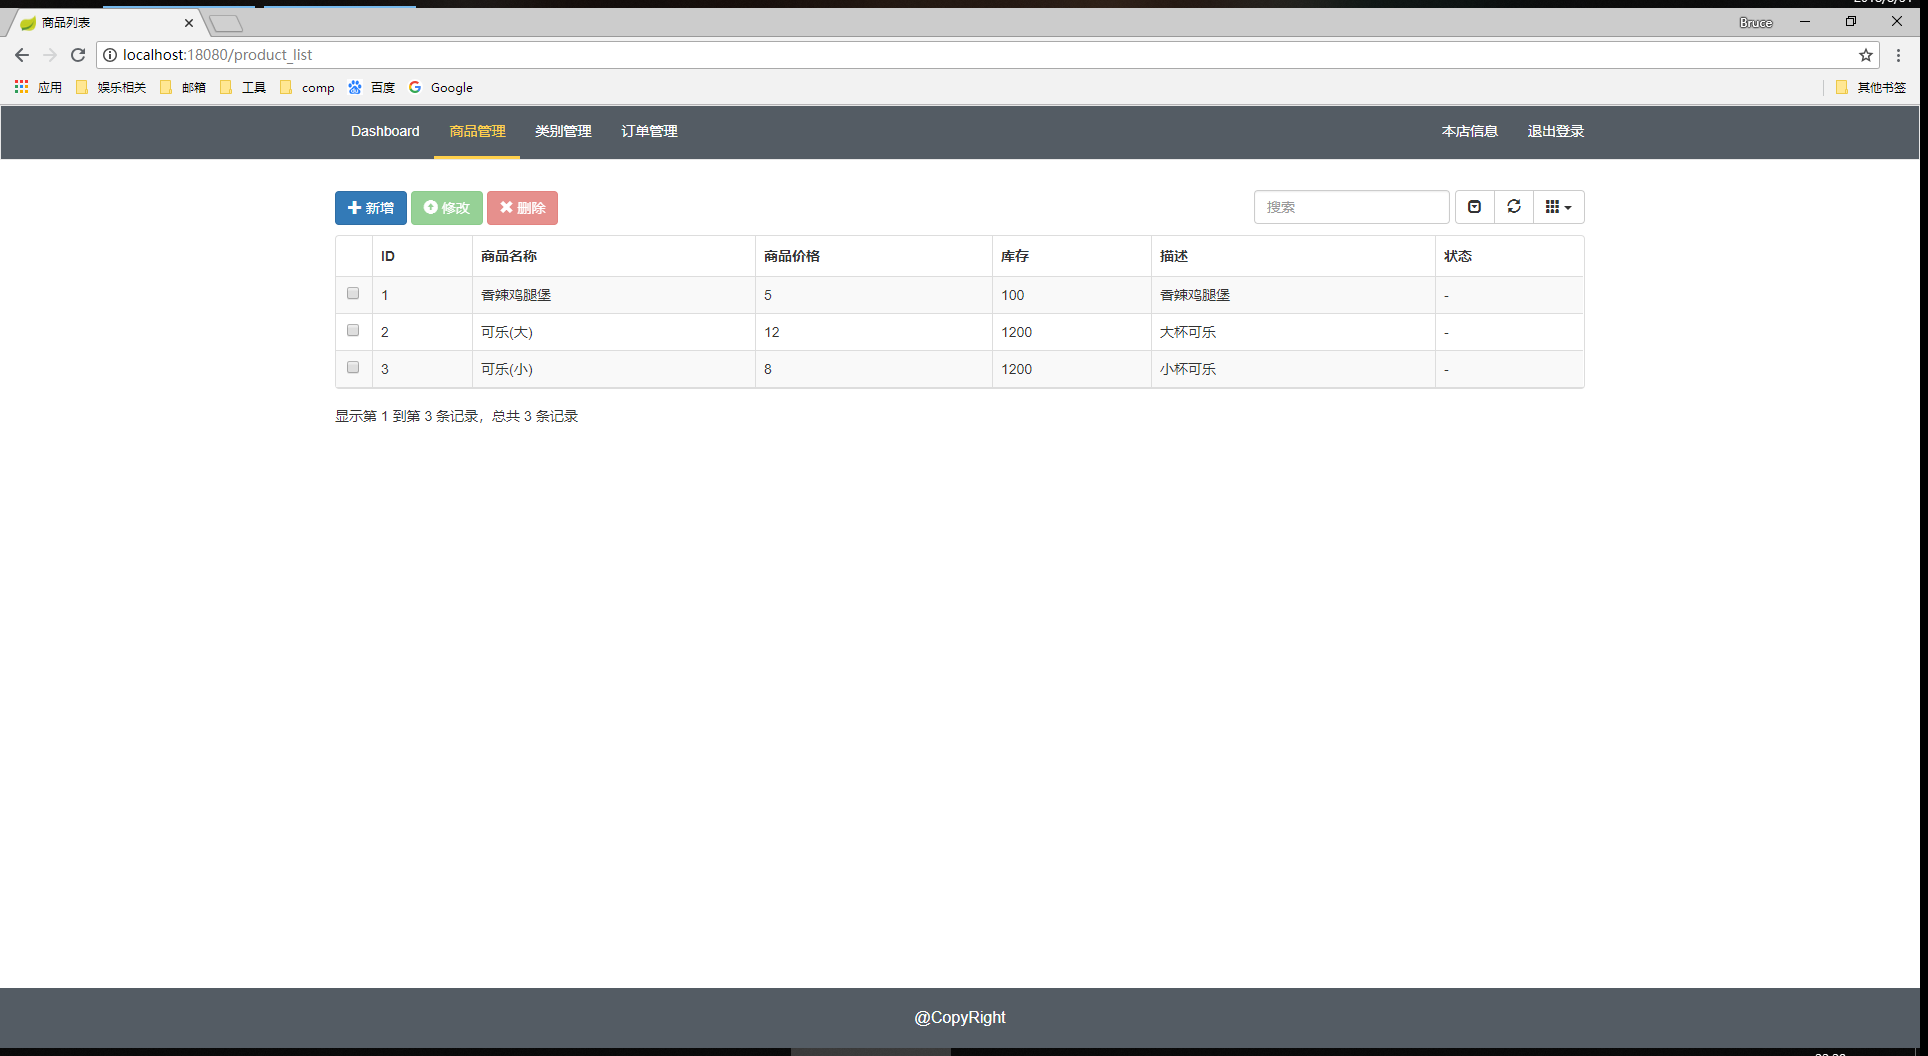 商品列表
Bruce
localhost:18080/product_list
应用 娱乐相关 邮箱 工具 comp 百度 Google 其他书签
Dashboard 商品管理 类别管理 订单管理 本店信息 退出登录
新增 修改 删除 搜索
ID 商品名称 商品价格 库存 描述 状态
1 香辣鸡腿堡 5 100 香辣鸡腿堡 -
2 可乐(大) 12 1200 大杯可乐 -
3 可乐(小) 8 1200 小杯可乐 -
显示第 1 到第 3 条记录，总共 3 条记录
@CopyRight